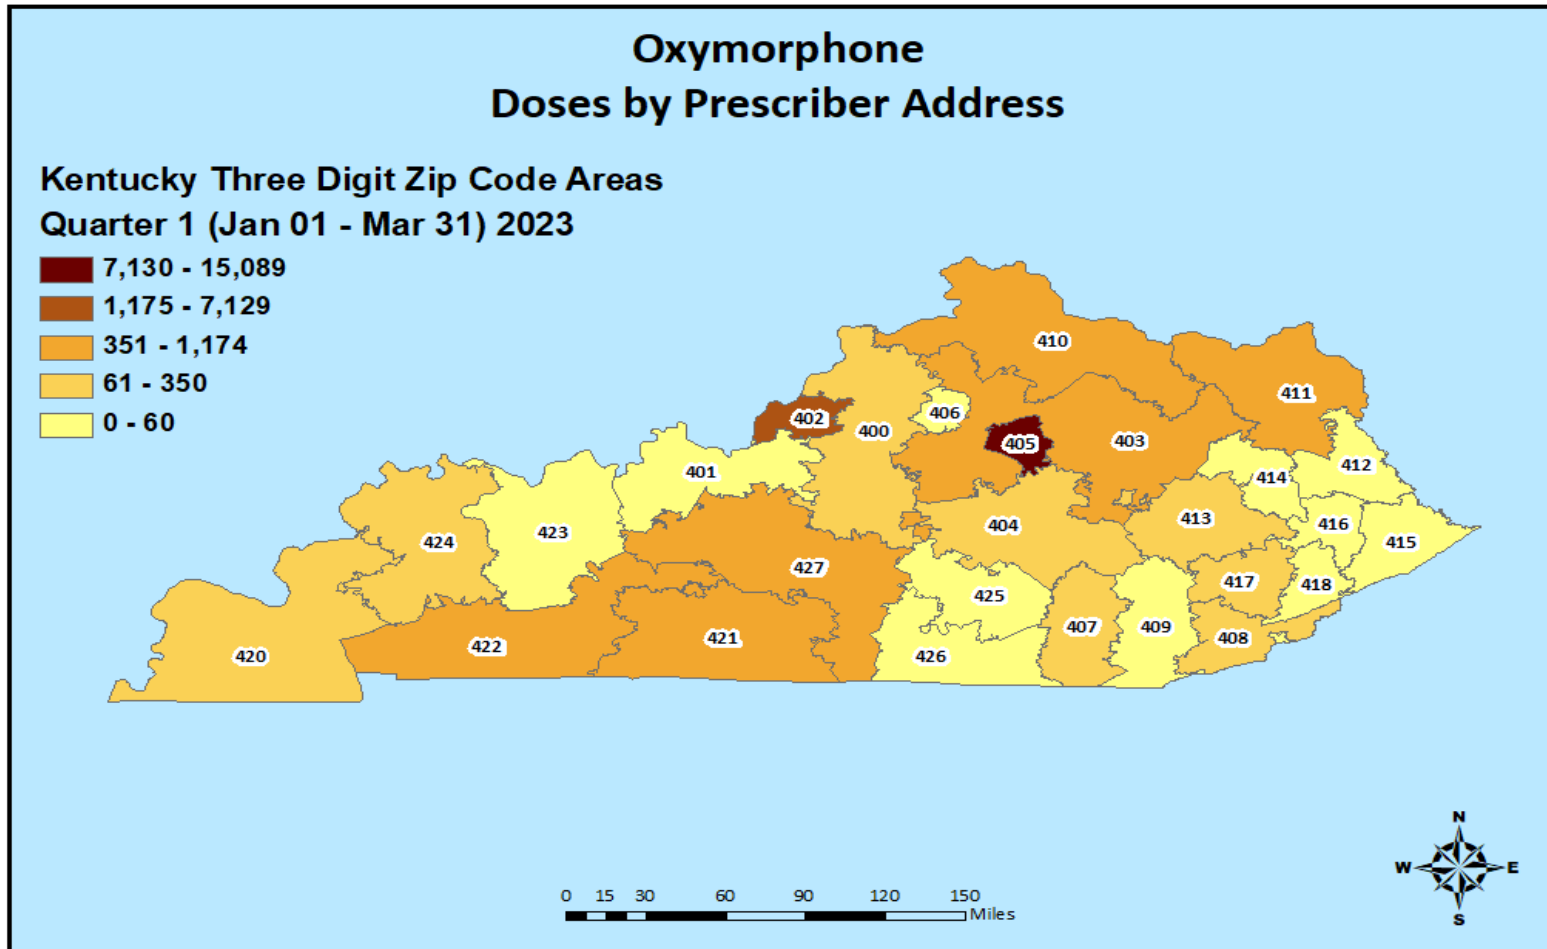 Oxymorphone
Doses by Prescriber Address
Kentucky Three Digit Zip Code Areas
Quarter 1 (Jan 01 - Mar 31) 2023
7,130 - 15,089
1,175 - 7,129
351 - 1,174
61 - 350
0 - 60
410
411
406
402
400
405
403
401
412
414
413
416
404
423
424
415
427
417
418
425
407
409
408
421
422
420
426
N
W E
S
0 15 30 60 90 120 150
Miles